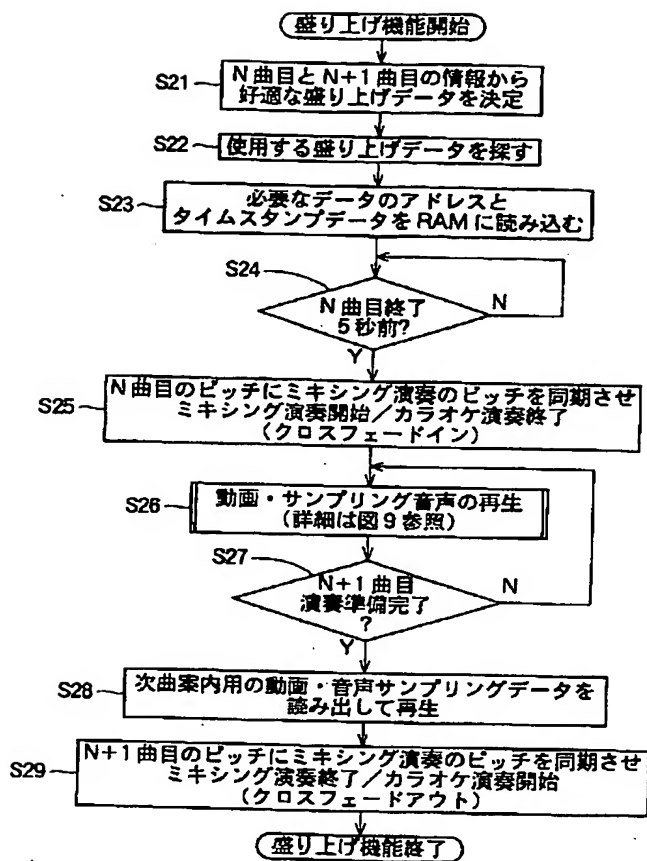 盛り上げ機能開始
S21
N曲目とN+1曲目の情報から
好適な盛り上げデータを決定
S22
使用する盛り上げデータを探す
S23
必要なデータのアドレスと
タイムスタンプデータをRAMに読み込む
S24
N曲目終了
5秒前?
N
Y
S25
N曲目のピッチにミキシング演奏のピッチを同期させ
ミキシング演奏開始/カラオケ演奏終了
(クロスフェードイン)
S26
動画・サンプリング音声の再生
(詳細は図9参照)
S27
N+1曲目
演奏準備完了
?
N
Y
S28
次曲案内用の動画・音声サンプリングデータを
読み出して再生
S29
N+1曲目のピッチにミキシング演奏のピッチを同期させ
ミキシング演奏終了/カラオケ演奏開始
(クロスフェードアウト)
盛り上げ機能終了